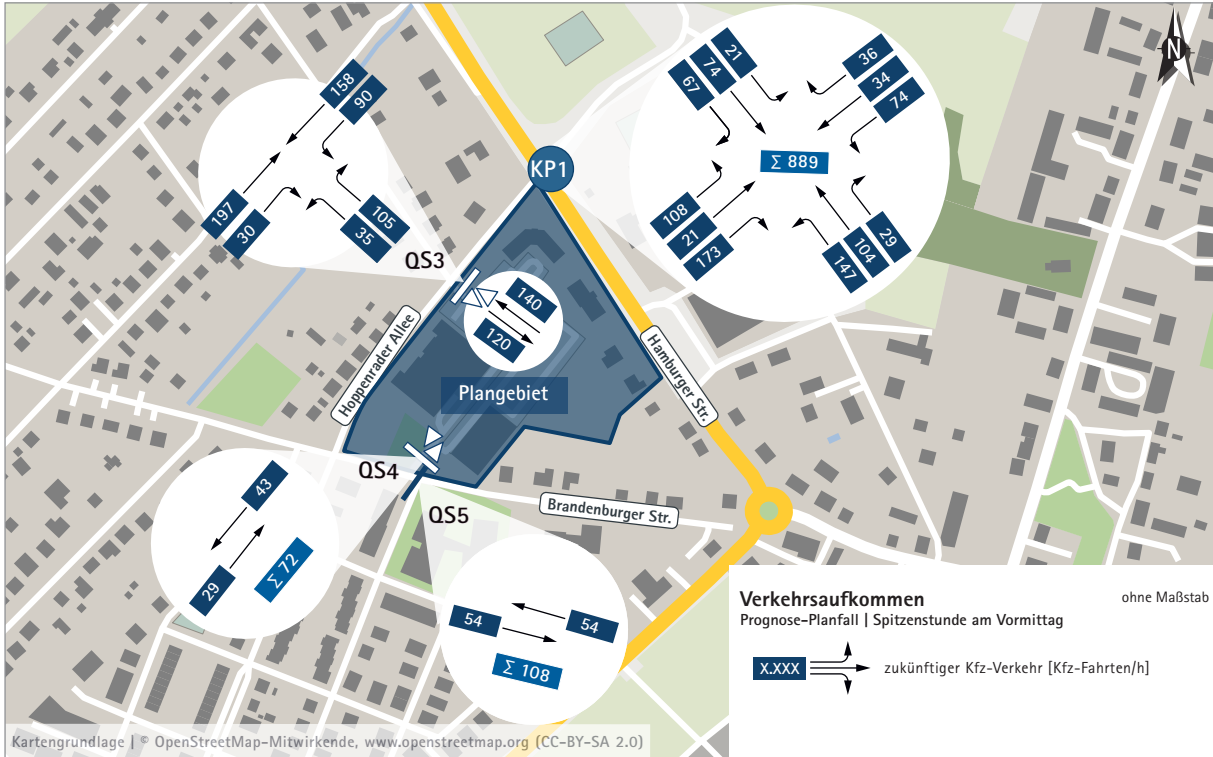 N
158
90
197
30
105
35
QS3
KP1
67
74
21
36
34
74
Σ 889
108
21
173
147
104
29
140
120
Hoppenrader Allee
Hamburger Str.
Plangebiet
QS4
QS5
Brandenburger Str.
43
29
Σ 72
54
54
Σ 108
Verkehrsaufkommen
ohne Maßstab
Prognose-Planfall | Spitzenstunde am Vormittag
X.XXX
zukünftiger Kfz-Verkehr [Kfz-Fahrten/h]
Kartengrundlage | © OpenStreetMap-Mitwirkende, www.openstreetmap.org (CC-BY-SA 2.0)